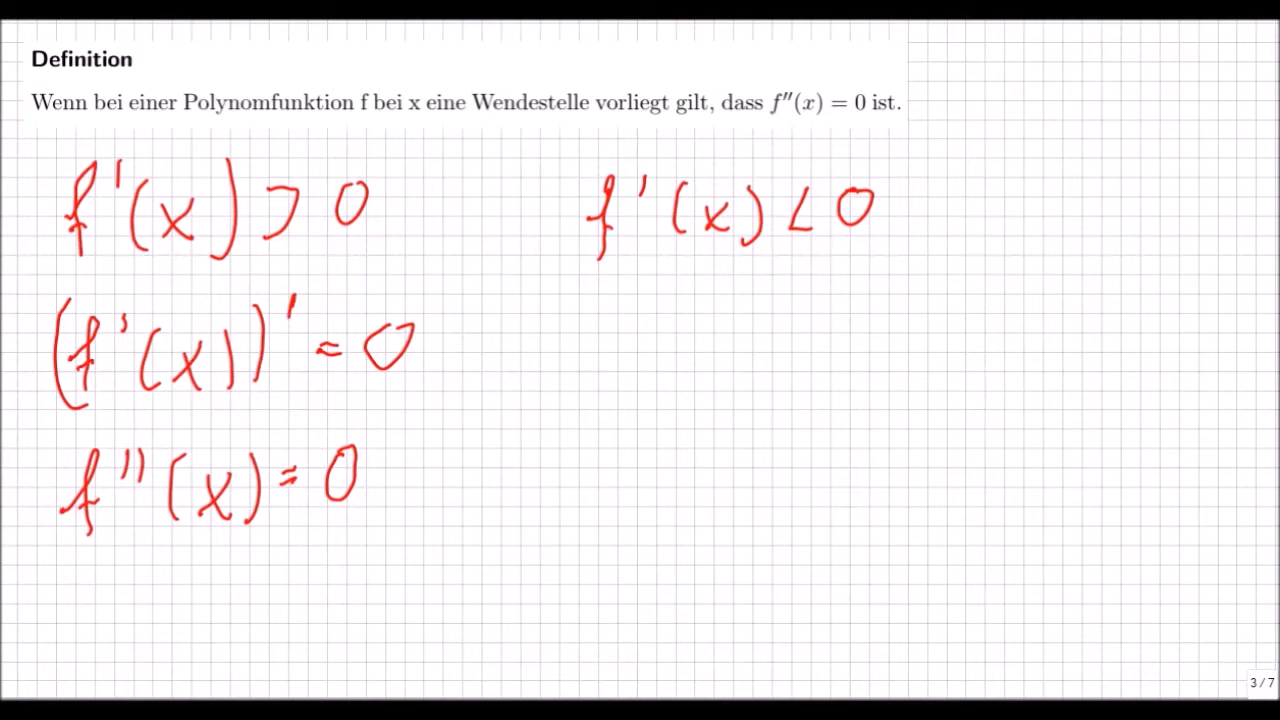 Definition
Wenn bei einer Polynomfunktion f bei x eine Wendestelle vorliegt gilt, dass f″(x) = 0 ist.
f'(x) > 0
f'(x) < 0
(f'(x))' = 0
f''(x) = 0
3 / 7